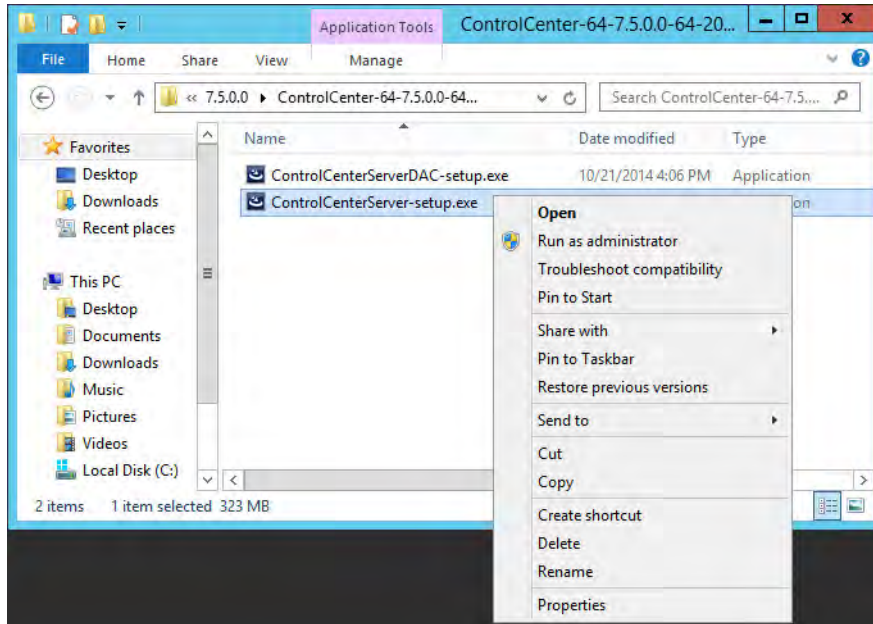 Application Tools ControlCenter-64-7.5.0.0-64-20...
File Home Share View Manage
« 7.5.0.0 ControlCenter-64-7.5.0.0-64... Search ControlCenter-64-7.5....
Favorites
Desktop
Downloads
Recent places
This PC
Desktop
Documents
Downloads
Music
Pictures
Videos
Local Disk (C:)
Name Date modified Type
ControlCenterServerDAC-setup.exe 10/21/2014 4:06 PM Application
ControlCenterServer-setup.exe on
Open
Run as administrator
Troubleshoot compatibility
Pin to Start
Share with
Pin to Taskbar
Restore previous versions
Send to
Cut
Copy
Create shortcut
Delete
Rename
Properties
2 items 1 item selected 323 MB